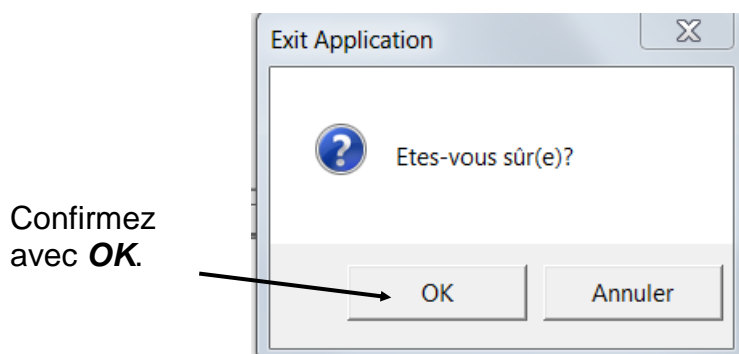 Exit Application
Etes-vous sûr(e)?
Confirmez
avec OK.
OK
Annuler